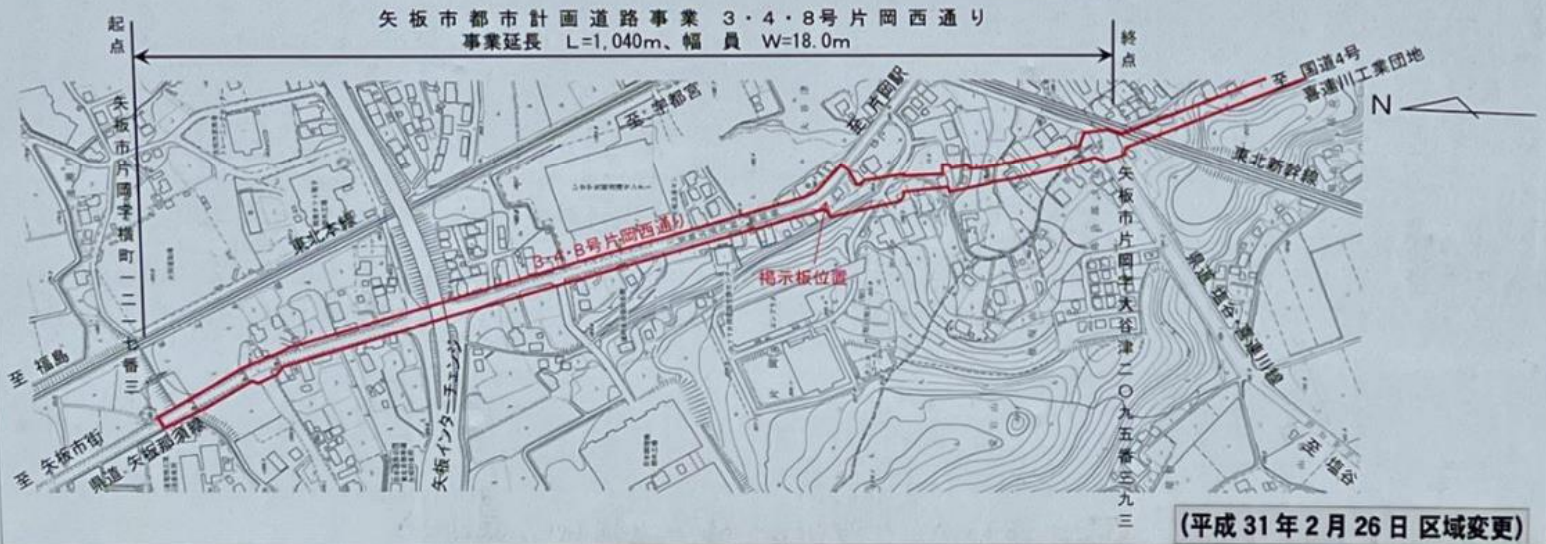 矢板市都市計画道路事業 3・4・8号片岡西通り
事業延長 L=1,040m、幅 員 W=18.0m
起点
終点
矢板市片岡字横町一二一七番三
矢板市片岡字大谷津二〇九五番三九三
至 国道4号
喜連川工業団地
N
至 宇都宮
至 片岡駅
東北新幹線
東北本線
3・4・8号片岡西通り
掲示板位置
県道 塩谷・喜連川線
至 福島
至 矢板市街
県道 矢板那須線
矢板インターチェンジ
至 塩谷
(平成31年2月26日 区域変更)